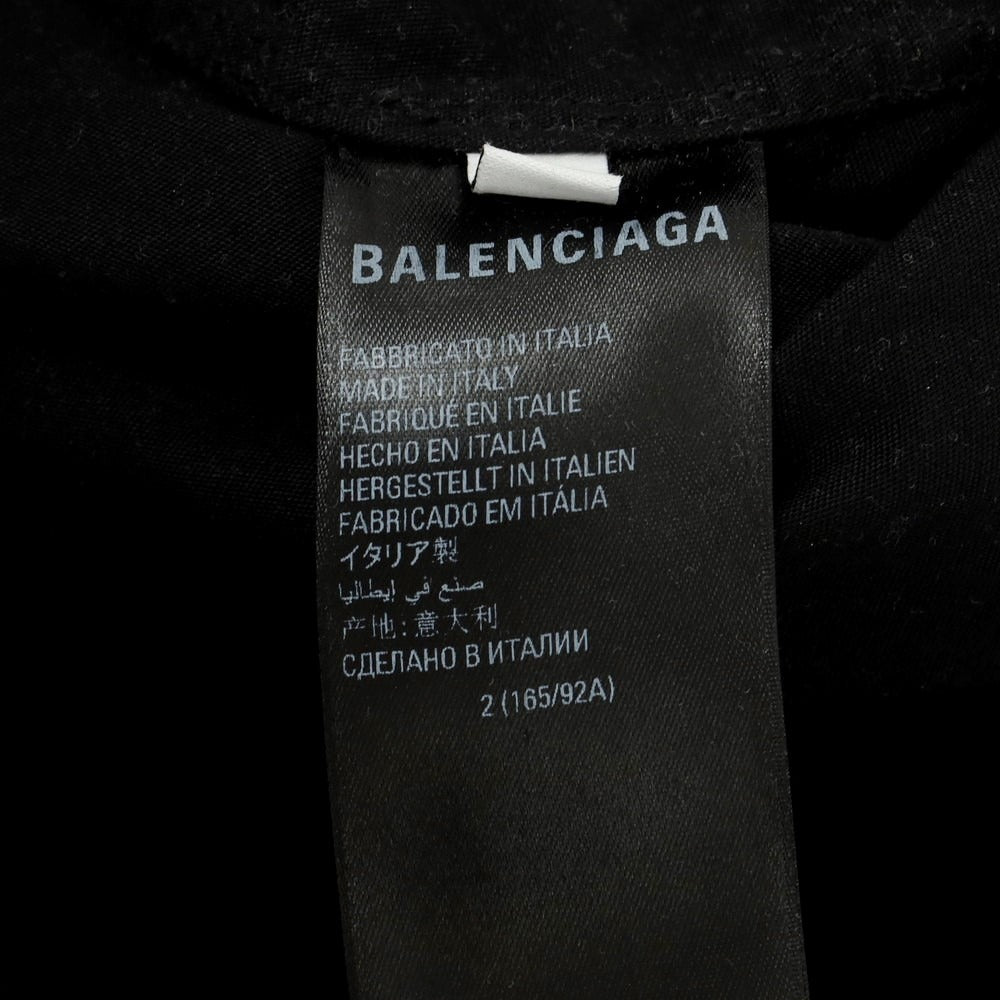 BALENCIAGA
FABBRICATO IN ITALIA
MADE IN ITALY
FABRIQUÉ EN ITALIE
HECHO EN ITALIA
HERGESTELLT IN ITALIEN
FABRICADO EM ITÁLIA
イタリア製
صنع في إيطاليا
产地:意大利
СДЕЛАНО В ИТАЛИИ
2 (165/92A)